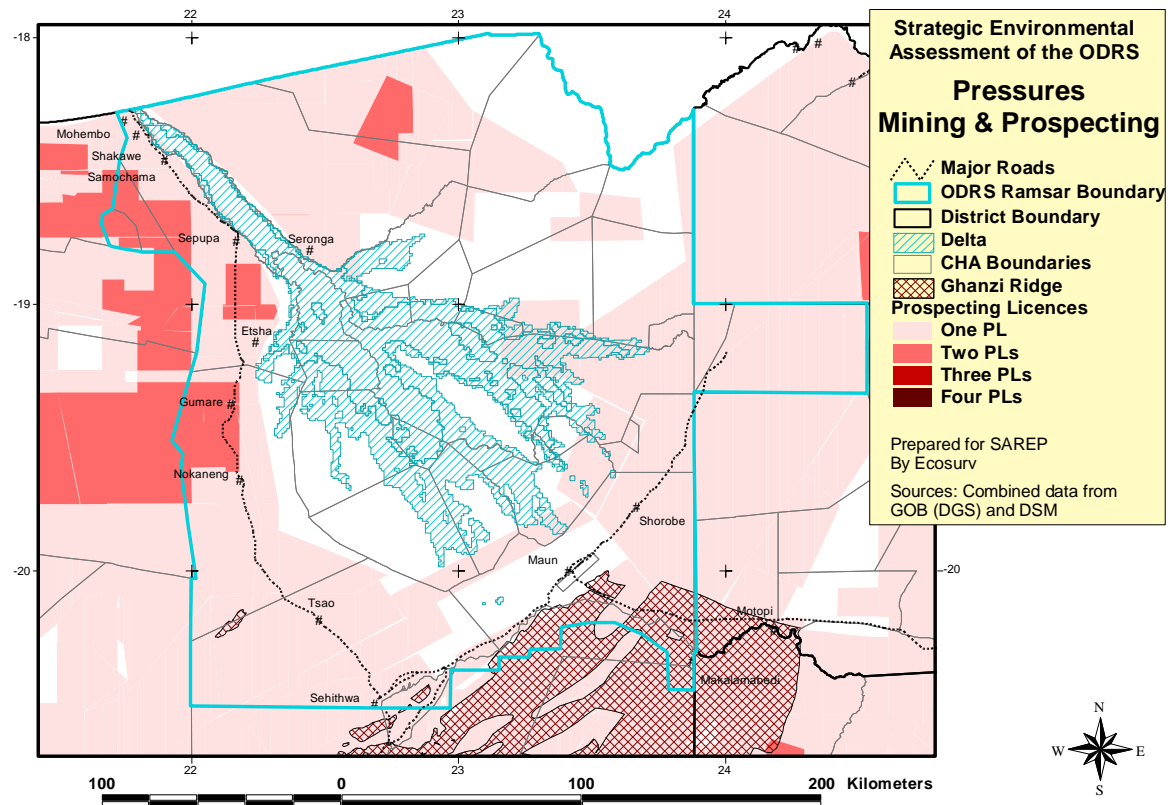 22
23
24
-18
Strategic Environmental
Assessment of the ODRS
Pressures
Mining & Prospecting
Major Roads
ODRS Ramsar Boundary
District Boundary
Delta
CHA Boundaries
Ghanzi Ridge
Prospecting Licences
One PL
Two PLs
Three PLs
Four PLs
Prepared for SAREP
By Ecosurv
Sources: Combined data from
GOB (DGS) and DSM
Mohembo
Shakawe
Samochama
Sepupa
Seronga
-19
Etsha
Gumare
Nokaneng
Shorobe
Maun
-20
-20
Tsao
Motopi
Sehithwa
Makalamabedi
22
23
24
100 0 100 200 Kilometers
N
W E
S